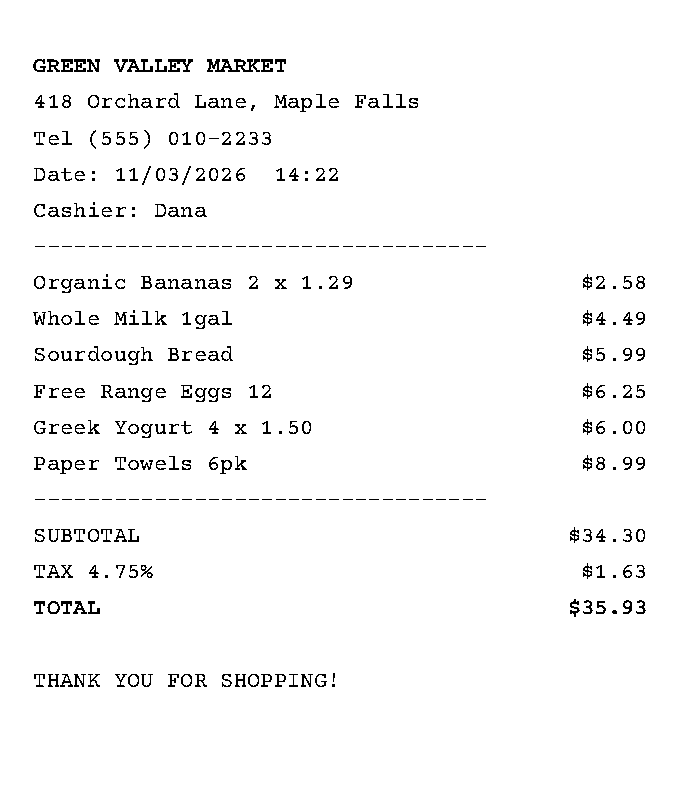 GREEN VALLEY MARKET
418 Orchard Lane, Maple Falls
Tel (555) 010-2233
Date: 11/03/2026  14:22
Cashier: Dana
----------------------------------
Organic Bananas 2 x 1.29 $2.58
Whole Milk 1gal $4.49
Sourdough Bread $5.99
Free Range Eggs 12 $6.25
Greek Yogurt 4 x 1.50 $6.00
Paper Towels 6pk $8.99
----------------------------------
SUBTOTAL $34.30
TAX 4.75% $1.63
TOTAL $35.93
THANK YOU FOR SHOPPING!